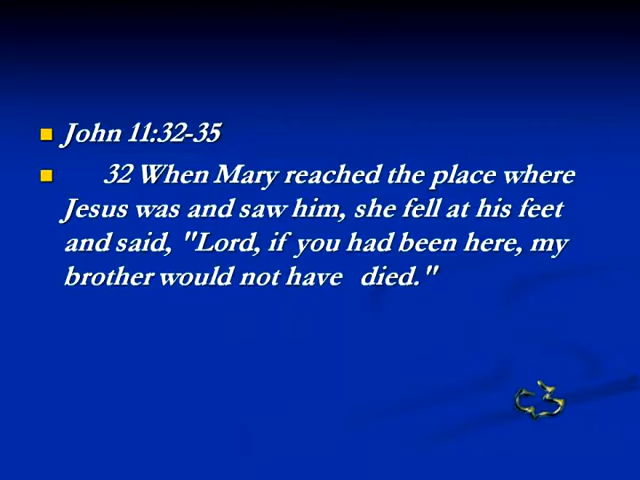 John 11:32-35
32 When Mary reached the place where
Jesus was and saw him, she fell at his feet
and said, "Lord, if you had been here, my
brother would not have died."